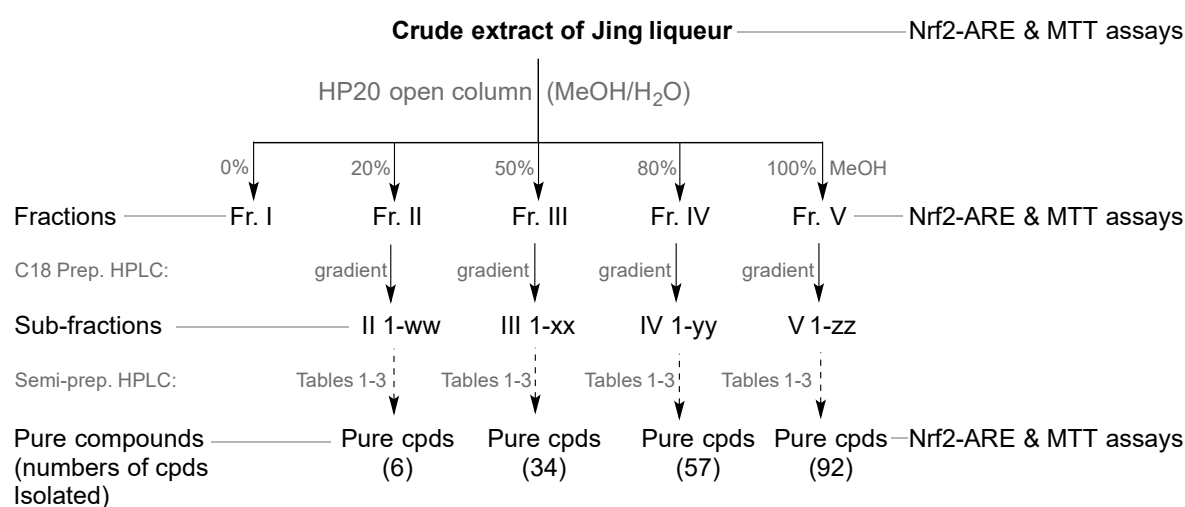 Crude extract of Jing liqueur Nrf2-ARE & MTT assays
HP20 open column (MeOH/H₂O)
0% 20% 50% 80% 100% MeOH
Fractions Fr. I Fr. II Fr. III Fr. IV Fr. V Nrf2-ARE & MTT assays
C18 Prep. HPLC: gradient gradient gradient gradient
Sub-fractions II 1-ww III 1-xx IV 1-yy V 1-zz
Semi-prep. HPLC: Tables 1-3 Tables 1-3 Tables 1-3 Tables 1-3
Pure compounds Pure cpds Pure cpds Pure cpds Pure cpds Nrf2-ARE & MTT assays
(numbers of cpds (6) (34) (57) (92)
Isolated)